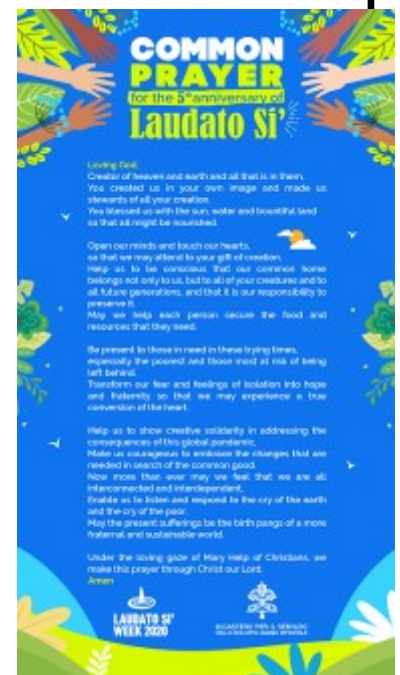 COMMON
PRAYER
for the 5th anniversary of
Laudato Si'
Loving God,
Creator of heaven and earth and all that is in them,
You created us in your own image and made us
stewards of all your creation.
You blessed us with the sun, water and bountiful land
so that all might be nourished.
Open our minds and touch our hearts,
so that we may attend to your gift of creation.
Help us to be conscious that our common home
belongs not only to us, but to all of your creatures and to
all future generations, and that it is our responsibility to
preserve it.
May we help each person secure the food and
resources that they need.
Be present to those in need in these trying times,
especially the poorest and those most at risk of being
left behind.
Transform our fear and feelings of isolation into hope
and fraternity so that we may experience a true
conversion of the heart.
Help us to show creative solidarity in addressing the
consequences of this global pandemic,
Make us courageous to embrace the changes that are
needed in search of the common good,
Now more than ever may we feel that we are all
interconnected and interdependent,
Enable us to listen and respond to the cry of the earth
and the cry of the poor.
May the present sufferings be the birth pangs of a more
fraternal and sustainable world.
Under the loving gaze of Mary Help of Christians, we
make this prayer through Christ our Lord.
Amen
LAUDATO SI'
WEEK 2020
DICASTERO PER IL SERVIZIO
DELLO SVILUPPO UMANO INTEGRALE